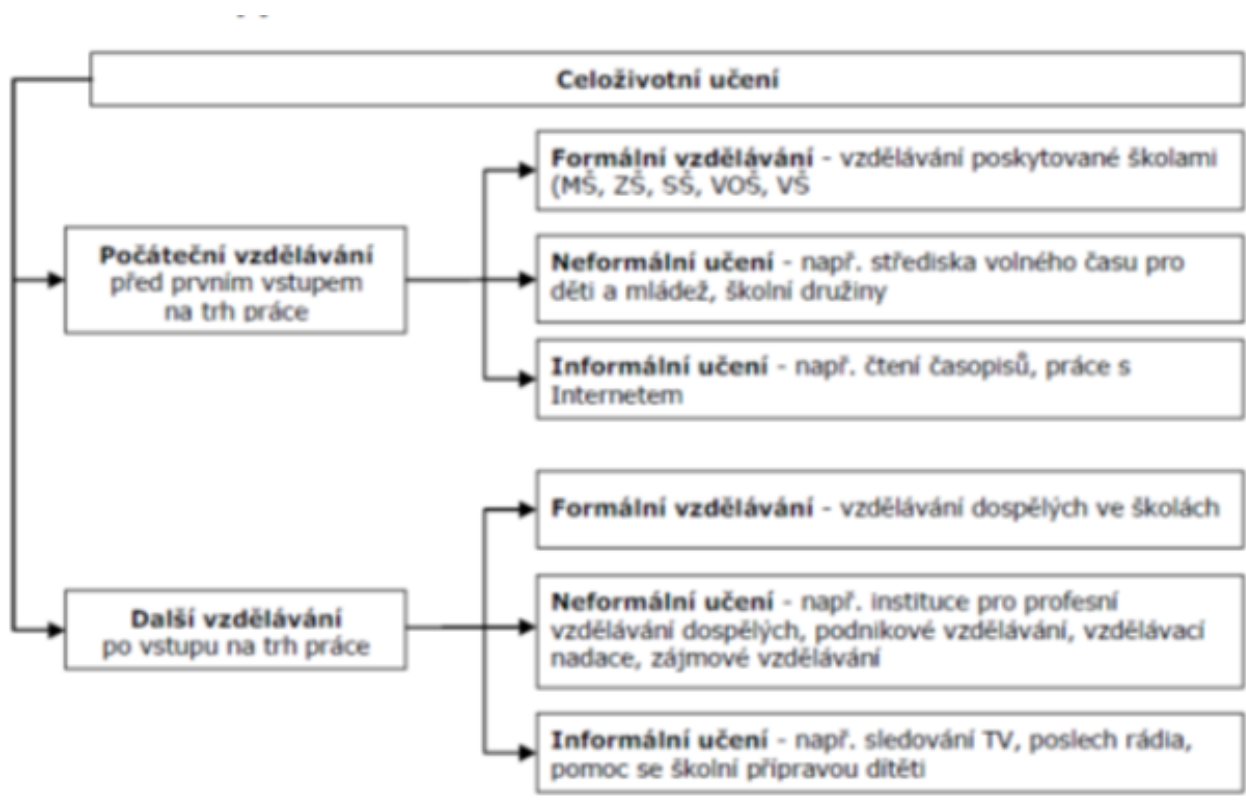 Celoživotní učení
Formální vzdělávání - vzdělávání poskytované školami
(MŠ, ZŠ, SŠ, VOŠ, VŠ
Počáteční vzdělávání
před prvním vstupem
na trh práce
Neformální učení - např. střediska volného času pro
děti a mládež, školní družiny
Informální učení - např. čtení časopisů, práce s
Internetem
Formální vzdělávání - vzdělávání dospělých ve školách
Další vzdělávání
po vstupu na trh práce
Neformální učení - např. instituce pro profesní
vzdělávání dospělých, podnikové vzdělávání, vzdělávací
nadace, zájmové vzdělávání
Informální učení - např. sledování TV, poslech rádia,
pomoc se školní přípravou dítěti